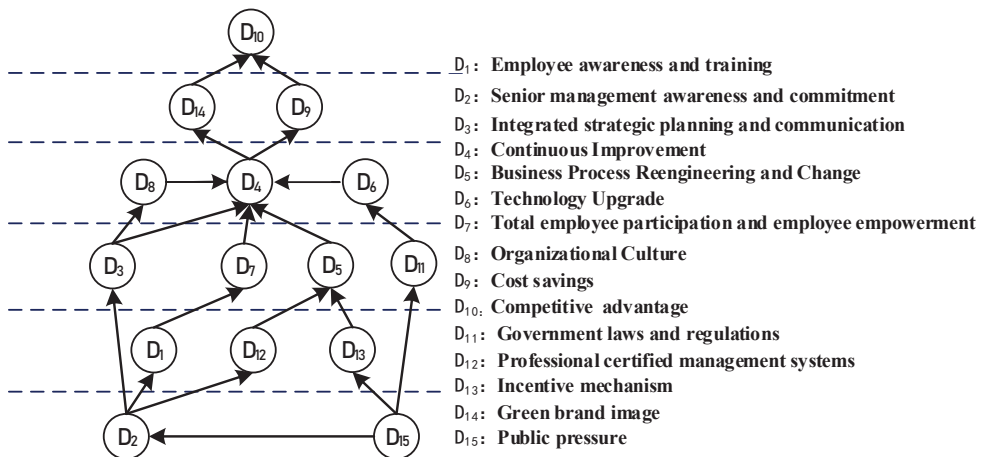 D₁₀
D₁₄ D₉
D₈ D₄ D₆
D₃ D₇ D₅ D₁₁
D₁ D₁₂ D₁₃
D₂ D₁₅
D₁: Employee awareness and training
D₂: Senior management awareness and commitment
D₃: Integrated strategic planning and communication
D₄: Continuous Improvement
D₅: Business Process Reengineering and Change
D₆: Technology Upgrade
D₇: Total employee participation and employee empowerment
D₈: Organizational Culture
D₉: Cost savings
D₁₀: Competitive advantage
D₁₁: Government laws and regulations
D₁₂: Professional certified management systems
D₁₃: Incentive mechanism
D₁₄: Green brand image
D₁₅: Public pressure